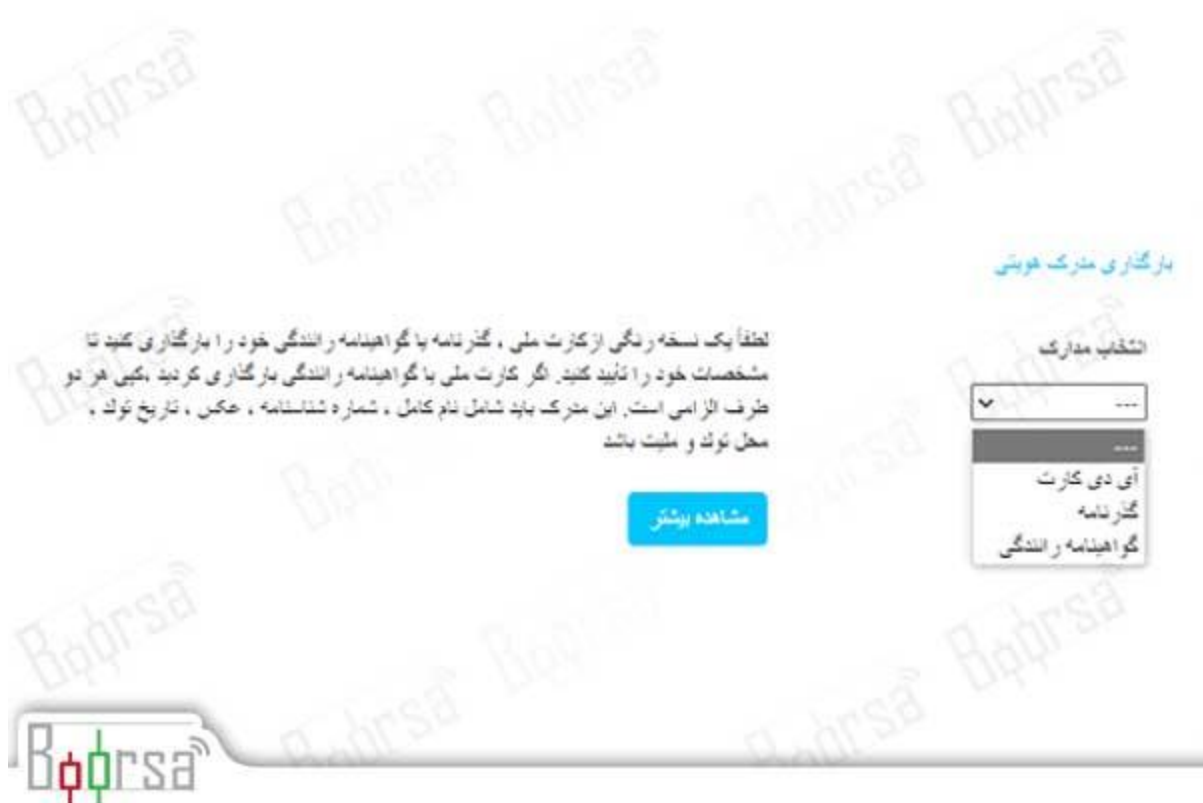 بارگذاری مدرک هویتی
انتخاب مدارک
---
---
آی دی کارت
گذرنامه
گواهینامه رانندگی
لطفاً یک نسخه رنگی از کارت ملی ، گذرنامه یا گواهینامه رانندگی خود را بارگذاری کنید تا
مشخصات خود را تأیید کنید. اگر کارت ملی یا گواهینامه رانندگی بارگذاری کردید ،کپی هر دو
طرف الزامی است. این مدرک باید شامل نام کامل ، شماره شناسنامه ، عکس ، تاریخ تولد ،
محل تولد و ملیت باشد
مشاهده بیشتر
Boorsa